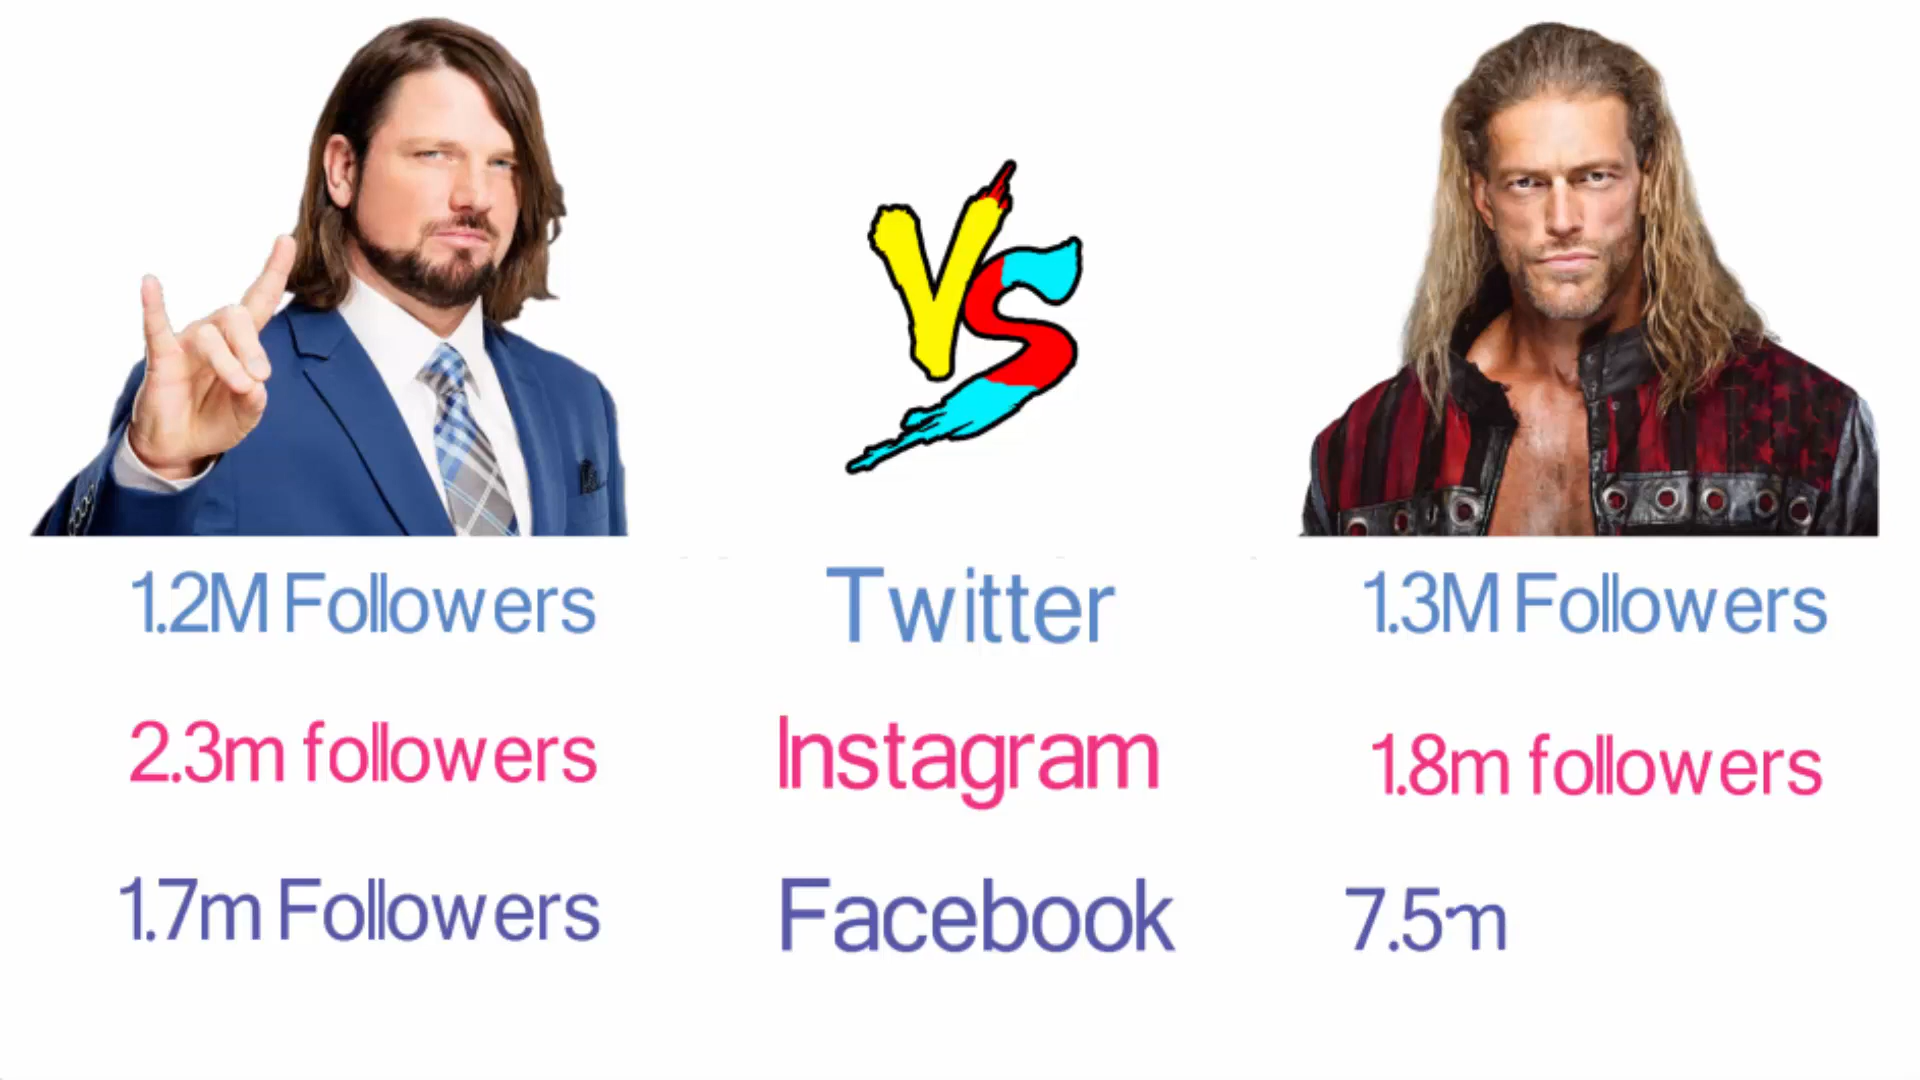 VS
1.2M Followers Twitter 1.3M Followers
2.3m followers Instagram 1.8m followers
1.7m Followers Facebook 7.5m